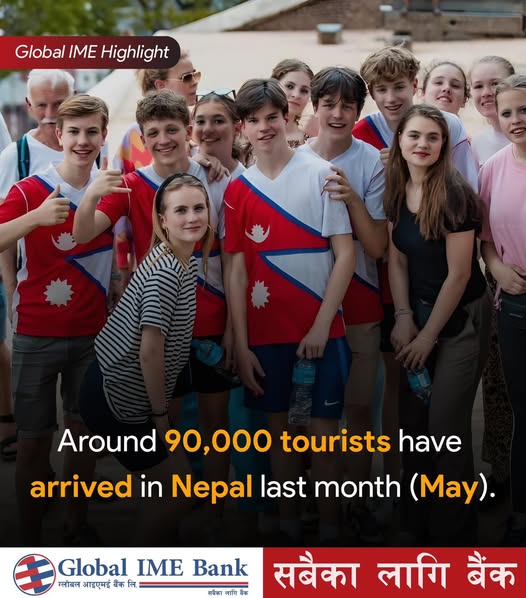 Global IME Highlight
Around 90,000 tourists have
arrived in Nepal last month (May).
Global IME Bank
ग्लोबल आइएमई बैंक लि.
सबैका लागि बैंक
सबैका लागि बैंक